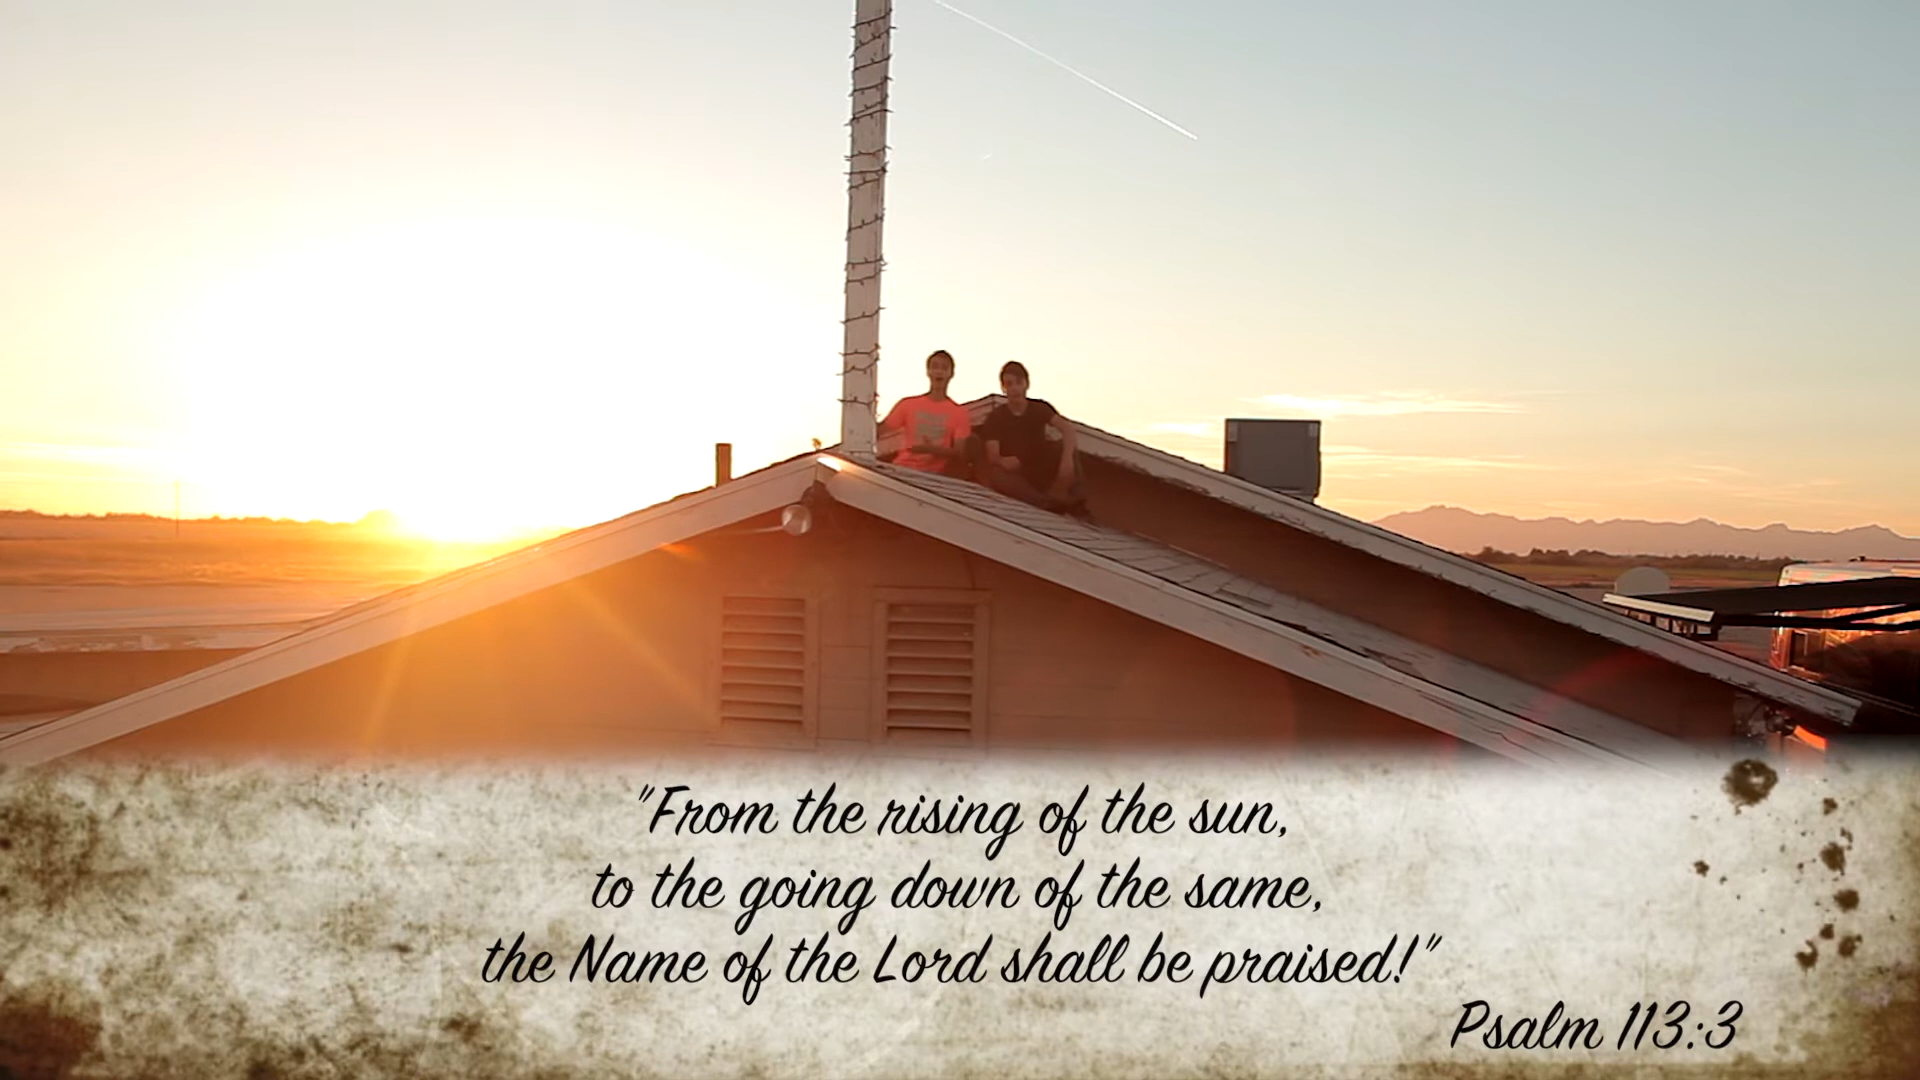 "From the rising of the sun,
to the going down of the same,
the Name of the Lord shall be praised!"
Psalm 113:3